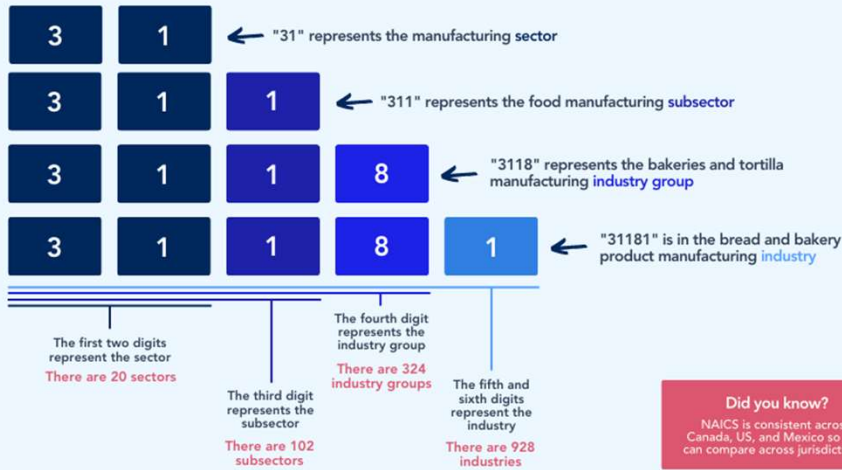 3 1
"31" represents the manufacturing sector
3 1 1
"311" represents the food manufacturing subsector
3 1 1 8
"3118" represents the bakeries and tortilla
manufacturing industry group
3 1 1 8 1
"31181" is in the bread and bakery
product manufacturing industry
The first two digits
represent the sector
There are 20 sectors
The third digit
represents the
subsector
There are 102
subsectors
The fourth digit
represents the
industry group
There are 324
industry groups
The fifth and
sixth digits
represent the
industry
There are 928
industries
Did you know?
NAICS is consistent acros
Canada, US, and Mexico so
can compare across jurisdict